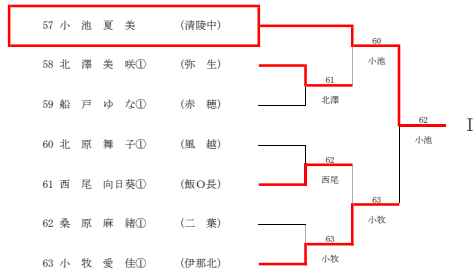 57 小 池 夏 美 (清陵中)
60
小池
58 北 澤 美 咲① (弥 生)
61
北澤
59 船 戸 ゆ な① (赤 穂)
62
小池
I
60 北 原 舞 子① (風 越)
62
西尾
61 西 尾 向日葵① (飯O長)
63
小牧
62 桑 原 麻 緒① (二 葉)
63
小牧
63 小 牧 愛 佳① (伊那北)